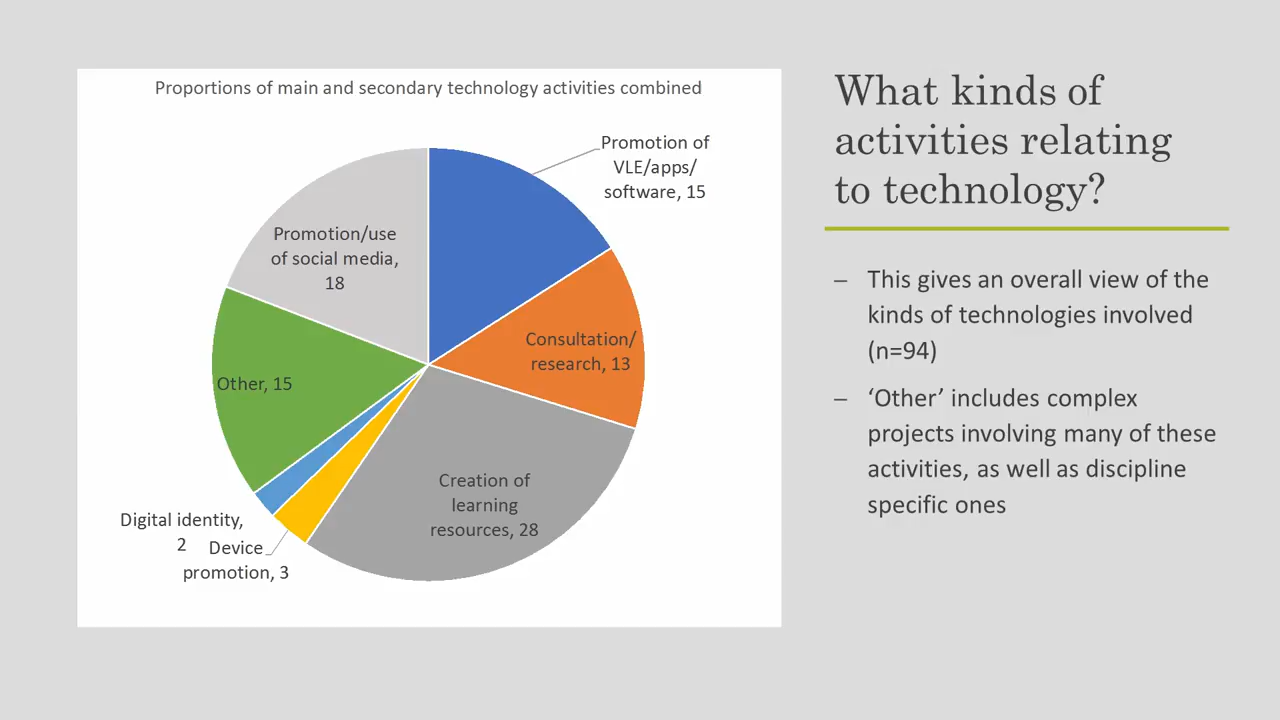 Proportions of main and secondary technology activities combined
Promotion of
VLE/apps/
software, 15
Consultation/
research, 13
Creation of
learning
resources, 28
Device
promotion, 3
Digital identity,
2
Other, 15
Promotion/use
of social media,
18
What kinds of
activities relating
to technology?
– This gives an overall view of the
kinds of technologies involved
(n=94)
– ‘Other’ includes complex
projects involving many of these
activities, as well as discipline
specific ones